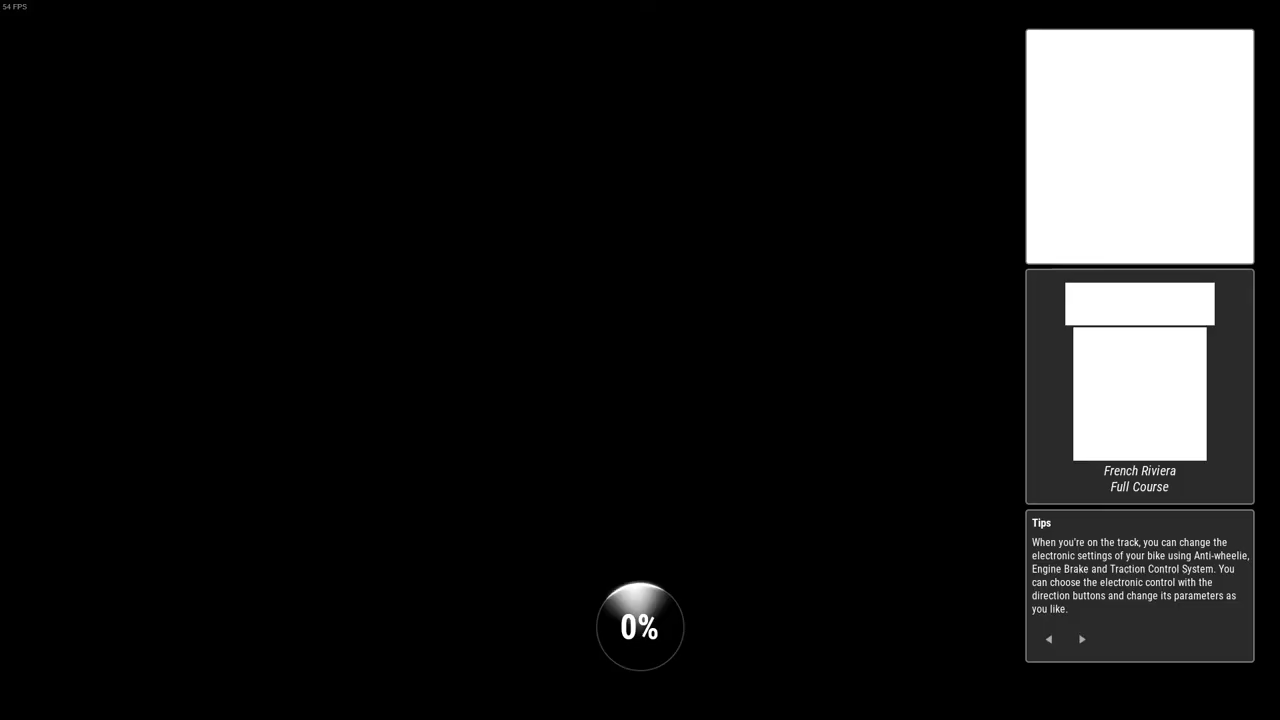 54 FPS
French Riviera
Full Course
Tips
When you're on the track, you can change the
electronic settings of your bike using Anti-wheelie,
Engine Brake and Traction Control System. You
can choose the electronic control with the
direction buttons and change its parameters as
you like.
0%